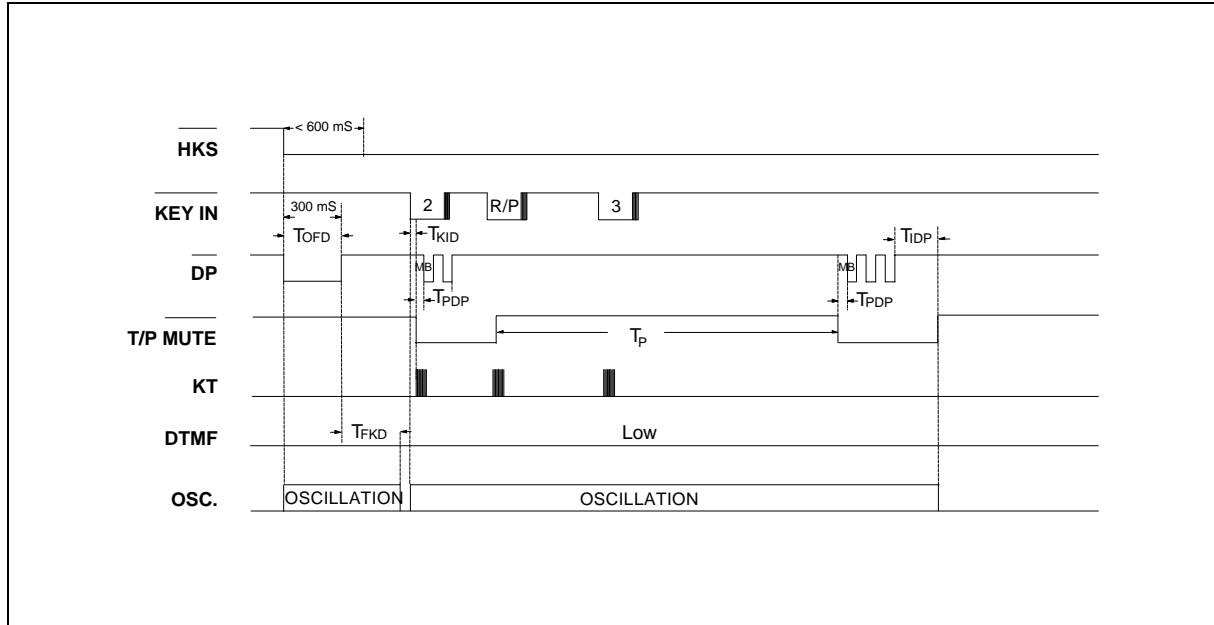 < 600 mS
HKS
KEY IN
2
R/P
3
300 mS
TOFD
TKID
TIDP
DP
MB
MB
TPDP
TPDP
T/P MUTE
TP
KT
DTMF
TFKD
Low
OSC.
OSCILLATION
OSCILLATION